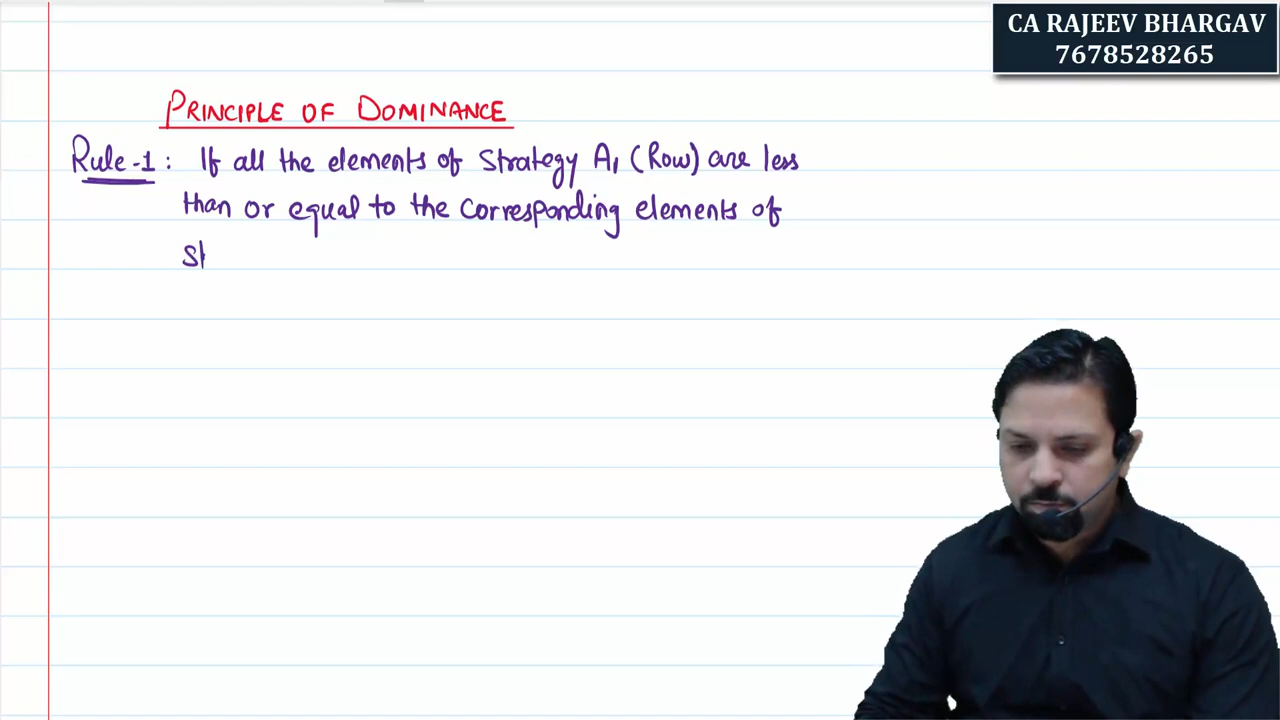 CA RAJEEV BHARGAV
7678528265
PRINCIPLE OF DOMINANCE
Rule-1: If all the elements of Strategy A1 (Row) are less
than or equal to the corresponding elements of
St